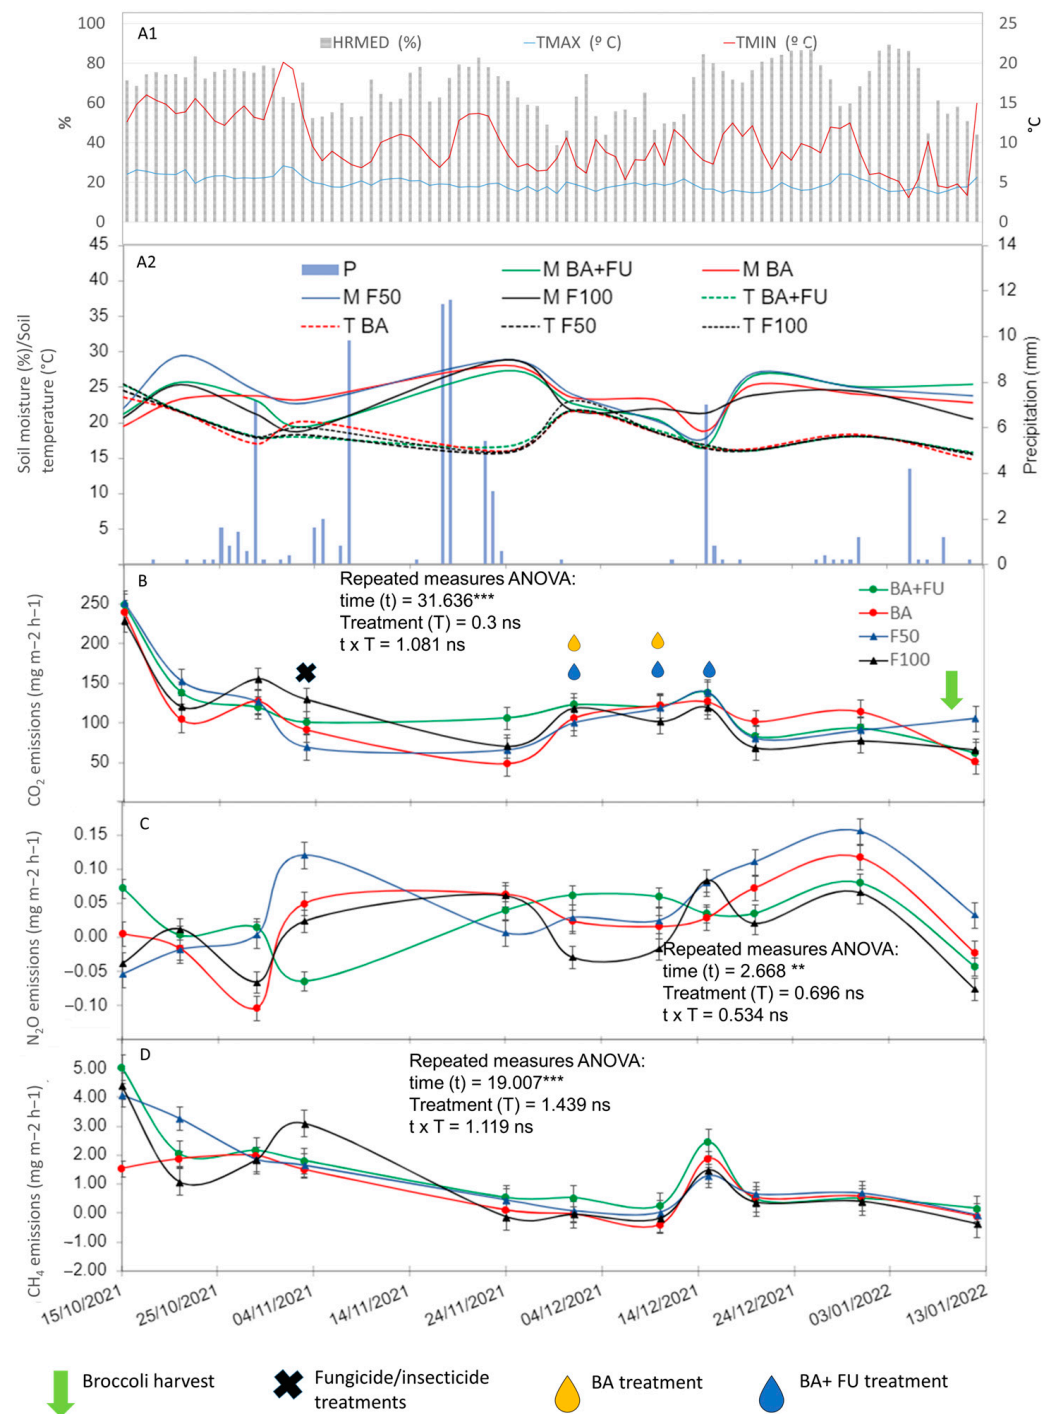 A1
HRMED (%)
TMAX (º C)
TMIN (º C)
100
80
60
40
20
0
%
25
20
15
10
5
0
°C
A2
P
M BA+FU
M BA
M F50
M F100
T BA+FU
T BA
T F50
T F100
45
40
35
30
25
20
15
10
5
Soil moisture (%)/Soil
temperature (°C)
14
12
10
8
6
4
2
0
Precipitation (mm)
B
Repeated measures ANOVA:
time (t) = 31.636***
Treatment (T) = 0.3 ns
t x T = 1.081 ns
BA+FU
BA
F50
F100
250
200
150
100
50
CO2 emissions (mg m−2 h−1)
C
0.15
0.10
0.05
0.00
−0.05
−0.10
N2O emissions (mg m−2 h−1)
Repeated measures ANOVA:
time (t) = 2.668 **
Treatment (T) = 0.696 ns
t x T = 0.534 ns
D
Repeated measures ANOVA:
time (t) = 19.007***
Treatment (T) = 1.439 ns
t x T = 1.119 ns
5.00
4.00
3.00
2.00
1.00
0.00
−1.00
−2.00
CH4 emissions (mg m−2 h−1)
15/10/2021
25/10/2021
04/11/2021
14/11/2021
24/11/2021
04/12/2021
14/12/2021
24/12/2021
03/01/2022
13/01/2022
Broccoli harvest
Fungicide/insecticide
treatments
BA treatment
BA+ FU treatment